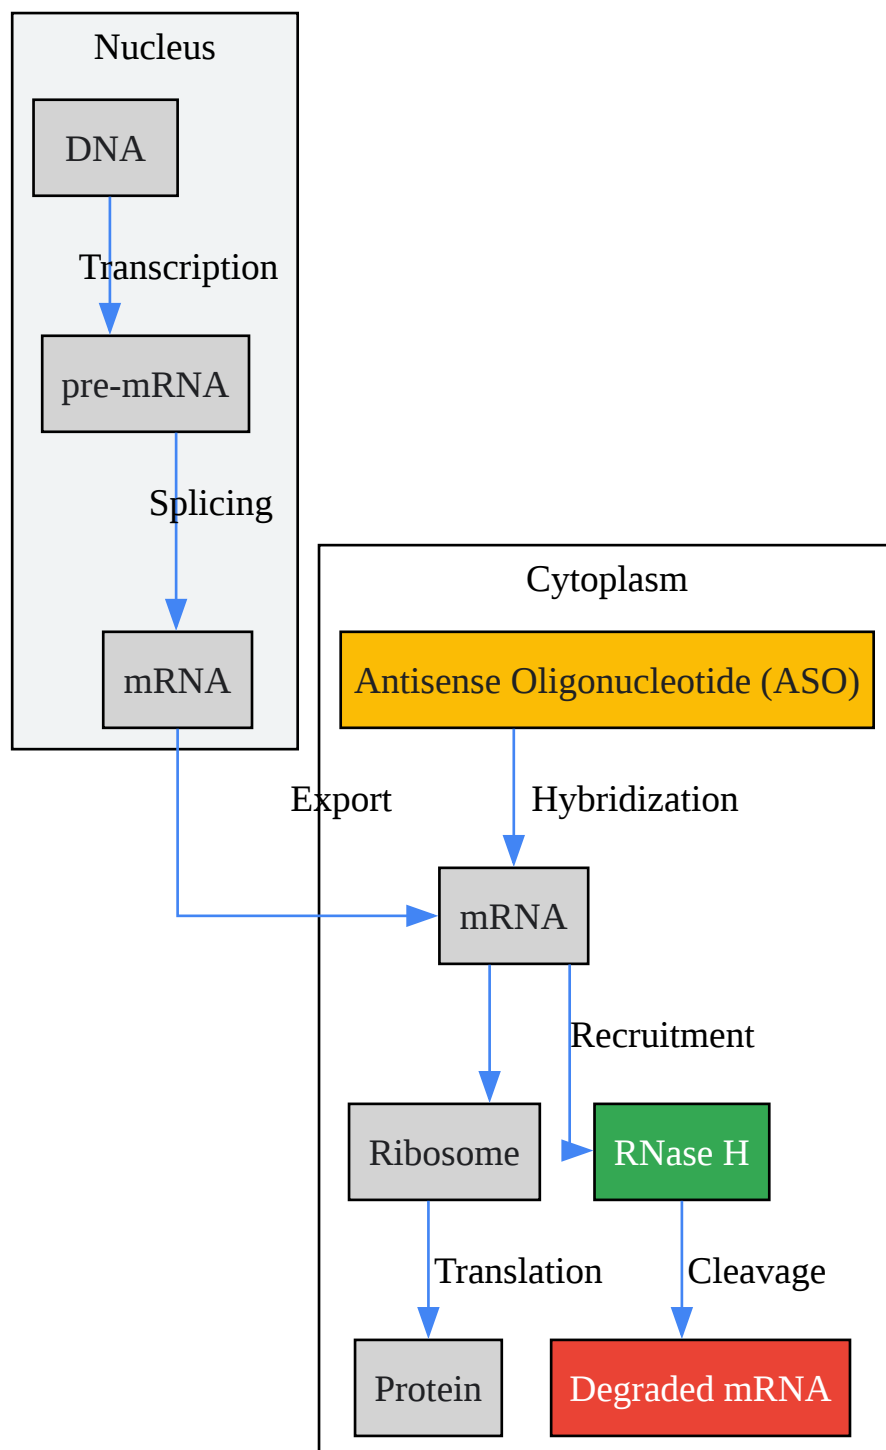 Nucleus
DNA
Transcription
pre-mRNA
Splicing
Cytoplasm
mRNA
Antisense Oligonucleotide (ASO)
Export
Hybridization
mRNA
Recruitment
Ribosome
RNase H
Translation
Cleavage
Protein
Degraded mRNA